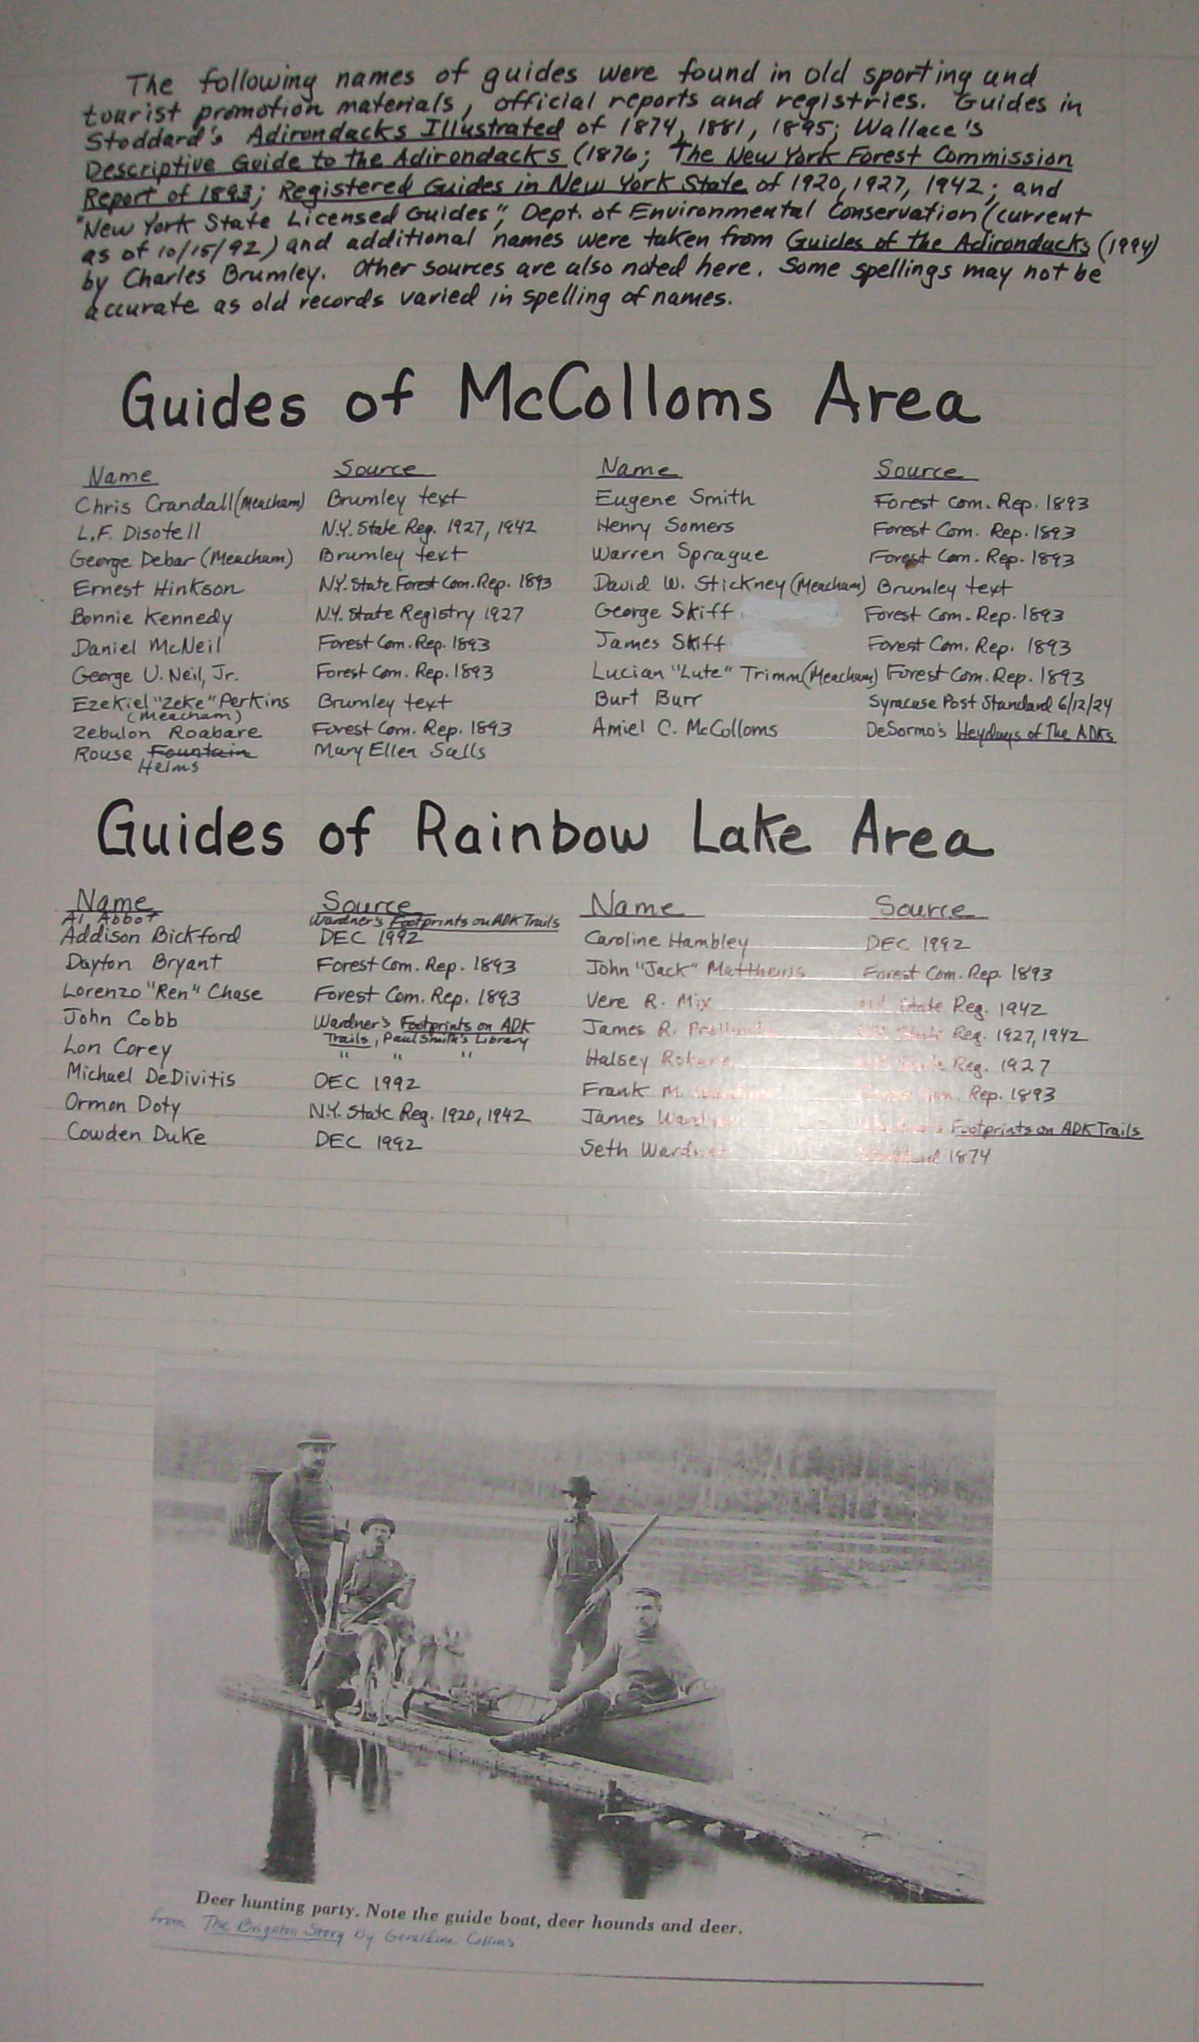 The following names of guides were found in old sporting and
tourist promotion materials, official reports and registries. Guides in
Stoddard's Adirondacks Illustrated of 1874, 1881, 1895; Wallace's
Descriptive Guide to the Adirondacks (1876; The New York Forest Commission
Report of 1893; Registered Guides in New York State of 1920, 1927, 1942; and
"New York State Licensed Guides", Dept. of Environmental Conservation (current
as of 10/15/92) and additional names were taken from Guides of the Adirondacks (1994)
by Charles Brumley. Other sources are also noted here. Some spellings may not be
accurate as old records varied in spelling of names.
Guides of McColloms Area
Name Source Name Source
Chris Crandall (Meacham) Brumley text Eugene Smith Forest Com. Rep. 1893
L.F. Disotell N.Y. State Reg. 1927, 1942 Henry Somers Forest Com. Rep. 1893
George Debar (Meacham) Brumley text Warren Sprague Forest Com. Rep. 1893
Ernest Hinkson N.Y. State Forest Com. Rep. 1893 David W. Stickney (Meacham) Brumley text
Bonnie Kennedy N.Y. State Registry 1927 George Skiff Forest Com. Rep. 1893
Daniel McNeil Forest Com. Rep. 1893 James Skiff Forest Com. Rep. 1893
George U. Neil, Jr. Forest Com. Rep. 1893 Lucian "Lute" Trimm (Meacham) Forest Com. Rep. 1893
Ezekiel "Zeke" Perkins Brumley text Burt Burr Syracuse Post Standard 6/12/24
(Meacham)
Zebulon Roabare Forest Com. Rep. 1893 Amiel C. McColloms DeSormo's Heydays of The ADKs
Rouse Fountain Mary Ellen Salls
Helms
Guides of Rainbow Lake Area
Name Source Name Source
Al Abbot Wardner's Footprints on ADK Trails
Addison Bickford DEC 1992 Caroline Hambley DEC 1992
Dayton Bryant Forest Com. Rep. 1893 John "Jack" Matthews Forest Com. Rep. 1893
Lorenzo "Ren" Chase Forest Com. Rep. 1893 Vere R. Mix State Reg. 1942
John Cobb Wardner's Footprints on ADK James R. Reg. 1927, 1942
Trails, Paul Smith's Library
Lon Corey " " " Halsey Reg. 1927
Michael DeDivitis DEC 1992 Frank M. Rep. 1893
Ormon Doty N.Y. State Reg. 1920, 1942 James Wardner Footprints on ADK Trails
Cowden Duke DEC 1992 Seth Wardner 1874
Deer hunting party. Note the guide boat, deer hounds and deer.
from The Brighton Story by Geraldine Collins